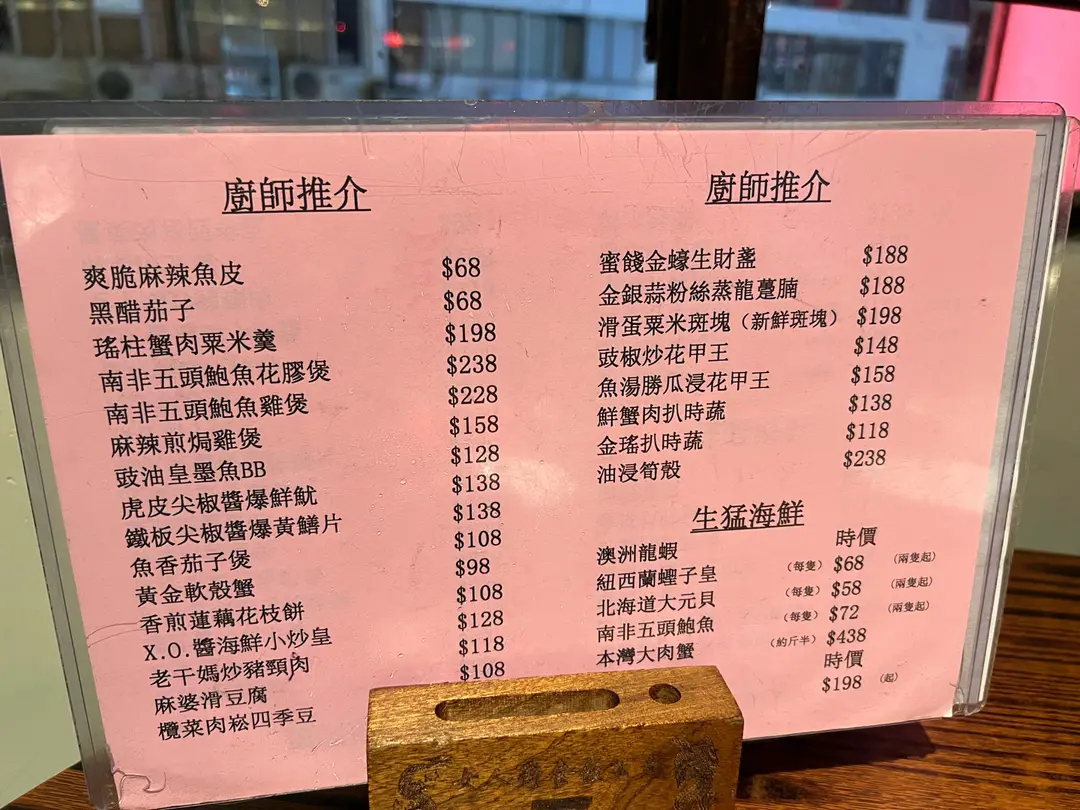 廚師推介
爽脆麻辣魚皮 $68
黑醋茄子 $68
瑤柱蟹肉粟米羹 $198
南非五頭鮑魚花膠煲 $238
南非五頭鮑魚雞煲 $228
麻辣煎焗雞煲 $158
豉油皇墨魚BB $128
虎皮尖椒醬爆鮮魷 $138
鐵板尖椒醬爆黃鱔片 $138
魚香茄子煲 $108
黃金軟殼蟹 $98
香煎蓮藕花枝餅 $108
X.O.醬海鮮小炒皇 $128
老干媽炒豬頸肉 $118
麻婆滑豆腐 $108
欖菜肉崧四季豆
廚師推介
蜜餞金蠔生財盞 $188
金銀蒜粉絲蒸龍躉腩 $188
滑蛋粟米斑塊（新鮮斑塊） $198
豉椒炒花甲王 $148
魚湯勝瓜浸花甲王 $158
鮮蟹肉扒時蔬 $138
金瑤扒時蔬 $118
油浸筍殼 $238
生猛海鮮
澳洲龍蝦 時價
紐西蘭蟶子皇 （每隻） $68 （兩隻起）
北海道大元貝 （每隻） $58 （兩隻起）
南非五頭鮑魚 （每隻） $72 （兩隻起）
本灣大肉蟹 （約斤半） $438
時價
$198 （起）